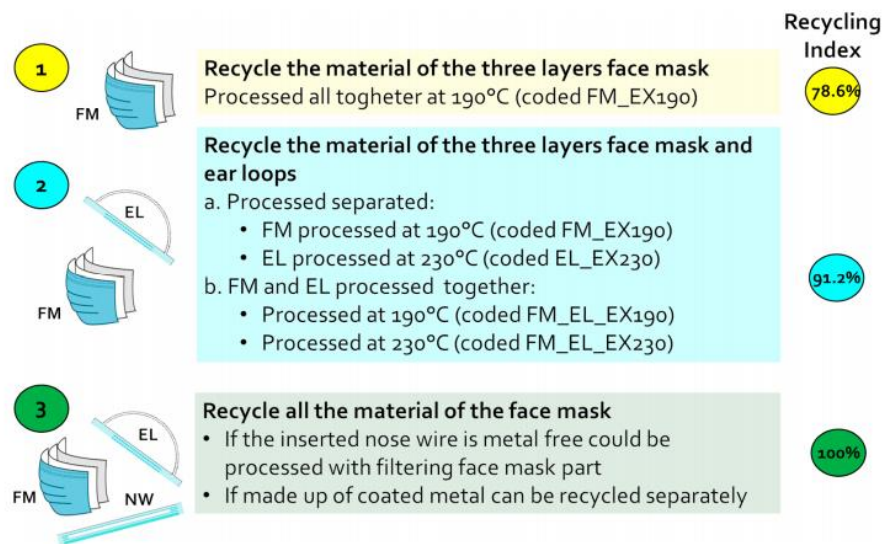 Recycling
Index
1
FM
Recycle the material of the three layers face mask
Processed all togheter at 190°C (coded FM_EX190)
78.6%
2
EL
FM
Recycle the material of the three layers face mask and
ear loops
a. Processed separated:
• FM processed at 190°C (coded FM_EX190)
• EL processed at 230°C (coded EL_EX230)
b. FM and EL processed together:
• Processed at 190°C (coded FM_EL_EX190)
• Processed at 230°C (coded FM_EL_EX230)
91.2%
3
EL
FM
NW
Recycle all the material of the face mask
• If the inserted nose wire is metal free could be
processed with filtering face mask part
• If made up of coated metal can be recycled separately
100%